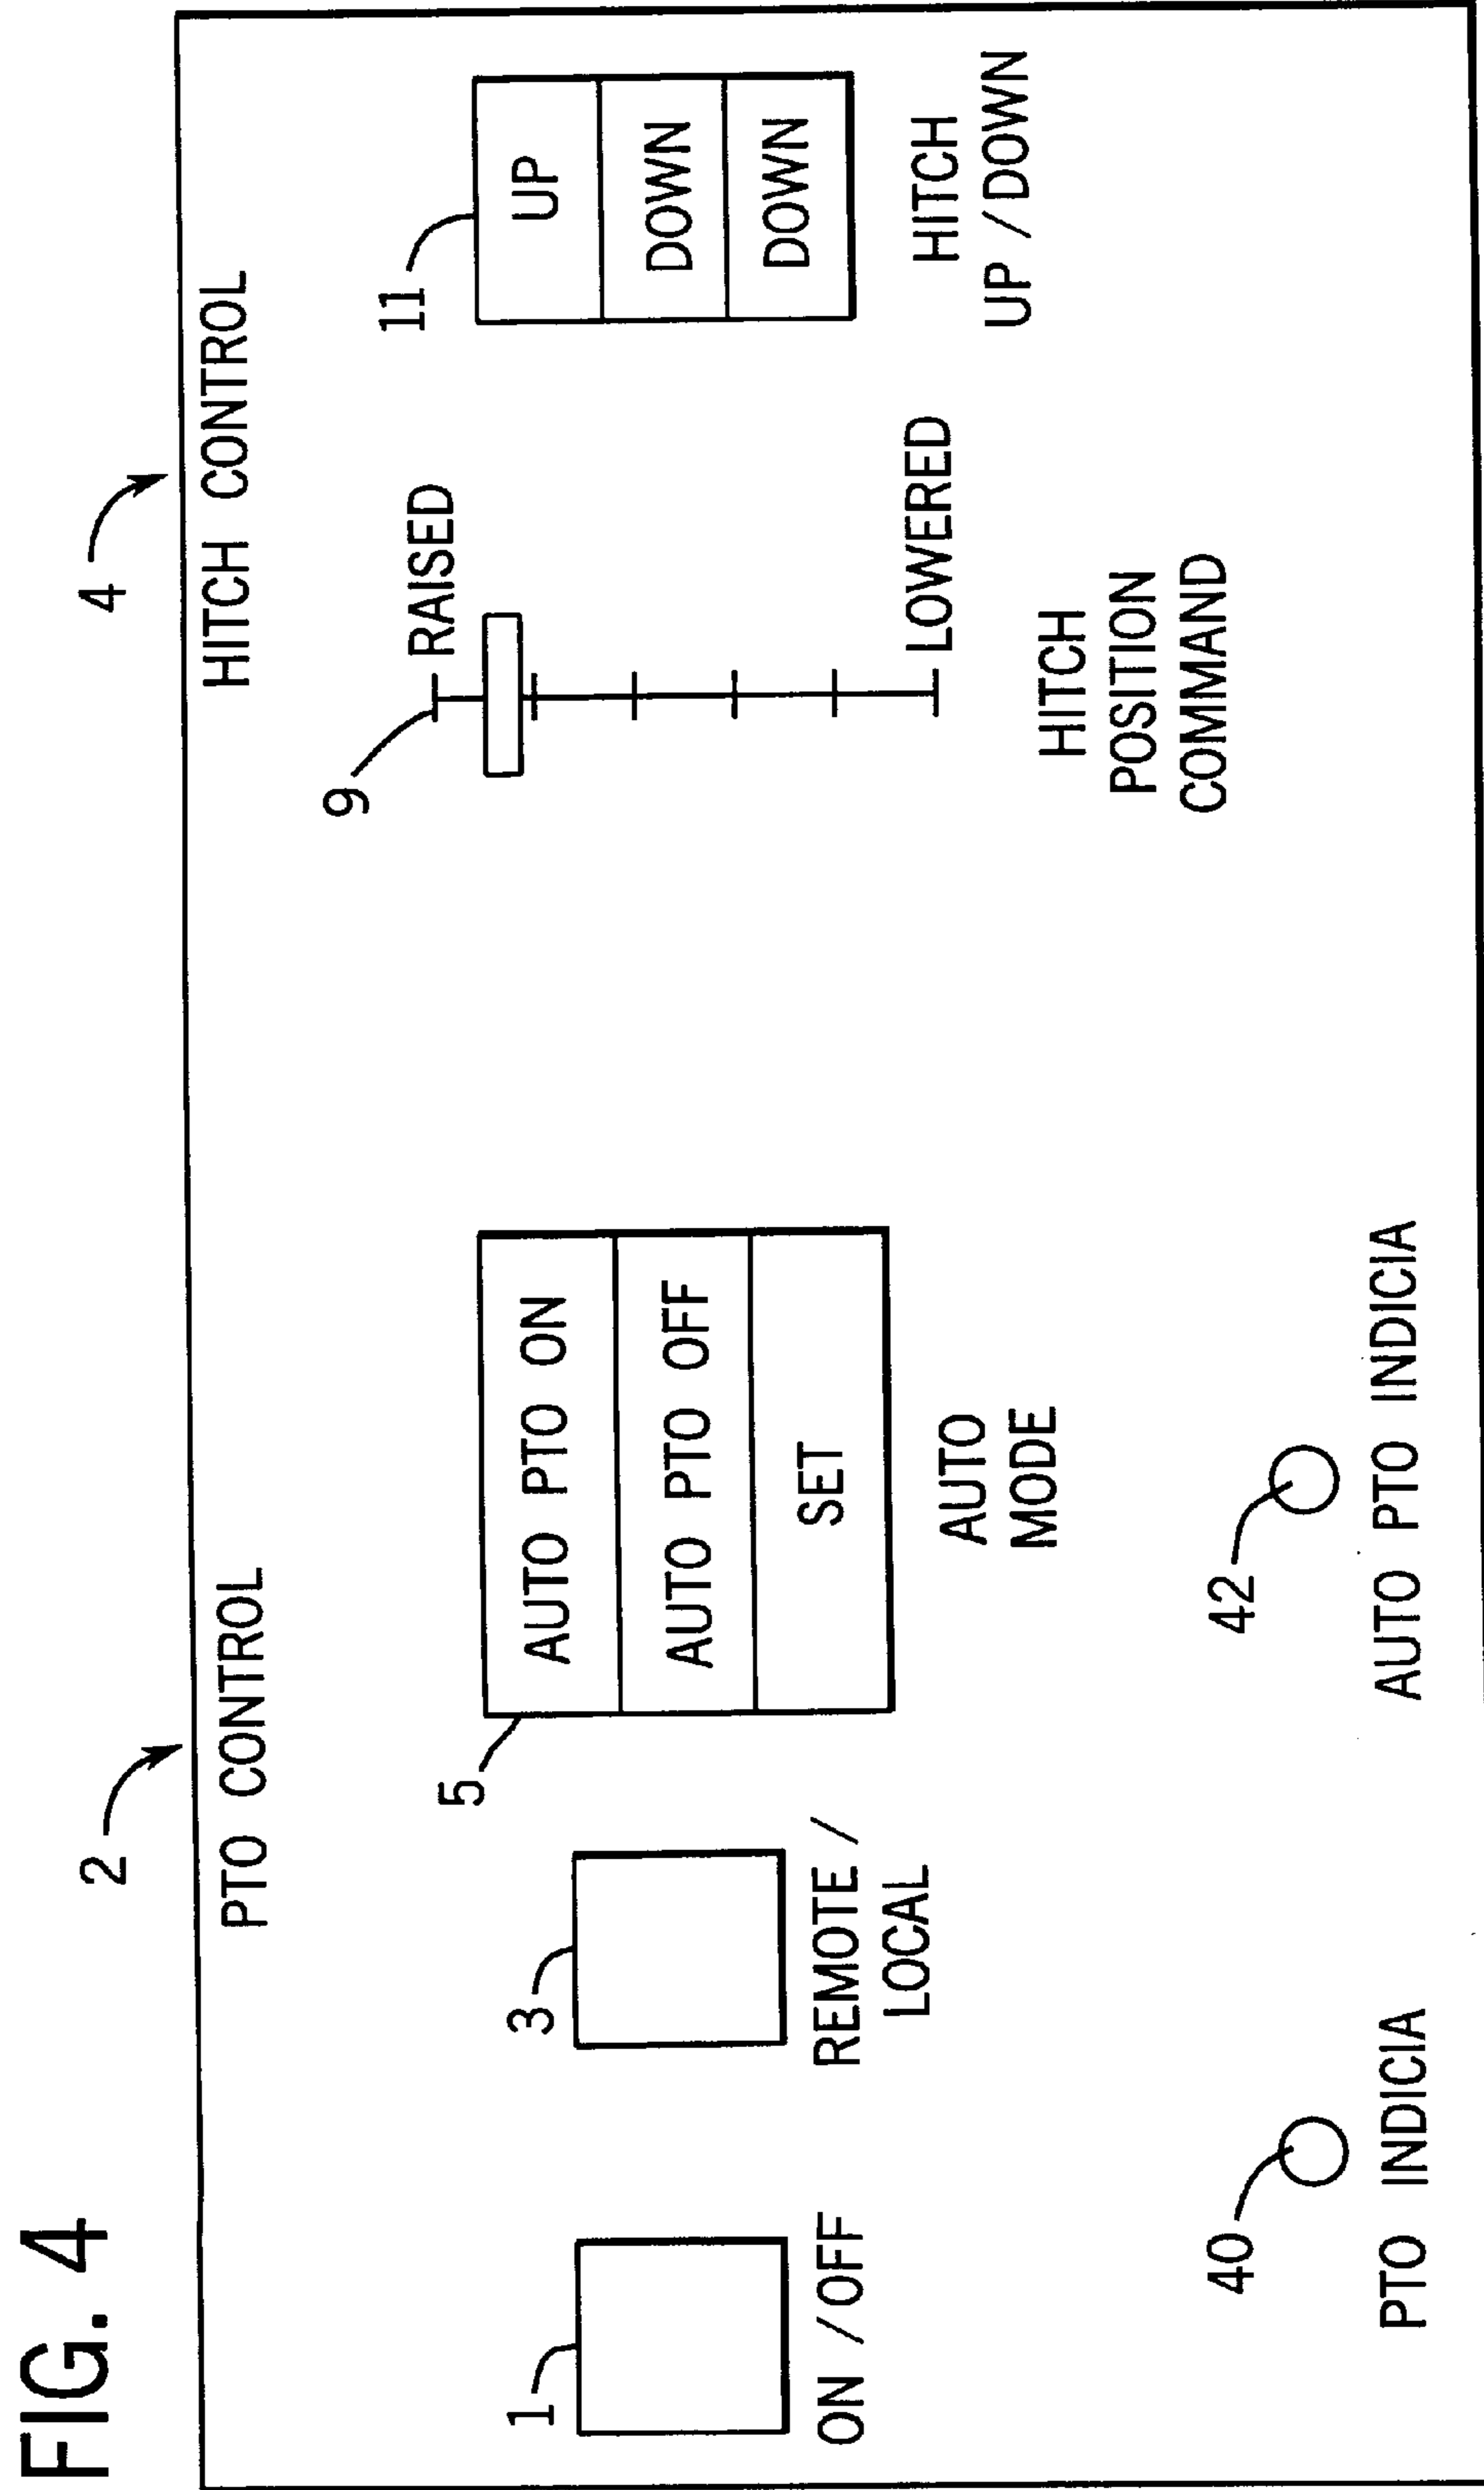 FIG. 4
2
4
PTO CONTROL
HITCH CONTROL
1
ON/OFF
3
REMOTE/
LOCAL
5
AUTO PTO ON
AUTO PTO OFF
SET
AUTO
MODE
9
RAISED
LOWERED
HITCH
POSITION
COMMAND
11
UP
DOWN
DOWN
HITCH
UP/DOWN
40
PTO INDICIA
42
AUTO PTO INDICIA